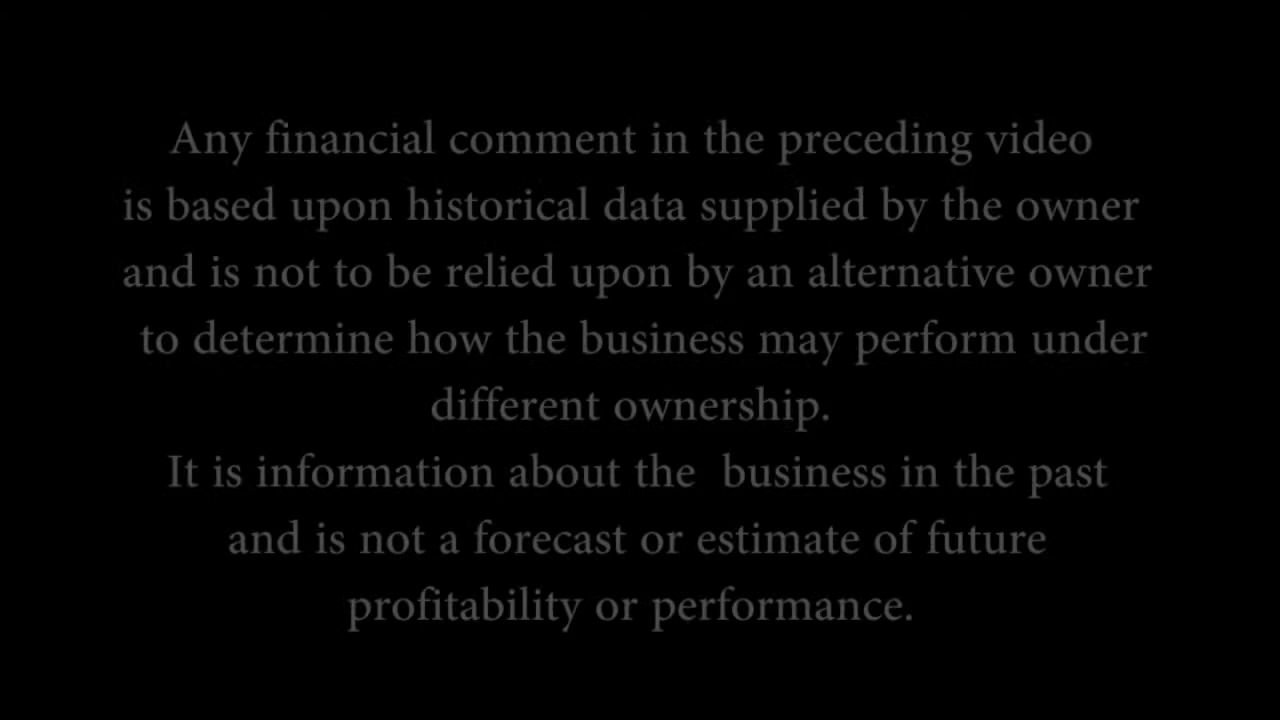 Any financial comment in the preceding video
is based upon historical data supplied by the owner
and is not to be relied upon by an alternative owner
to determine how the business may perform under
different ownership.
It is information about the  business in the past
and is not a forecast or estimate of future
profitability or performance.